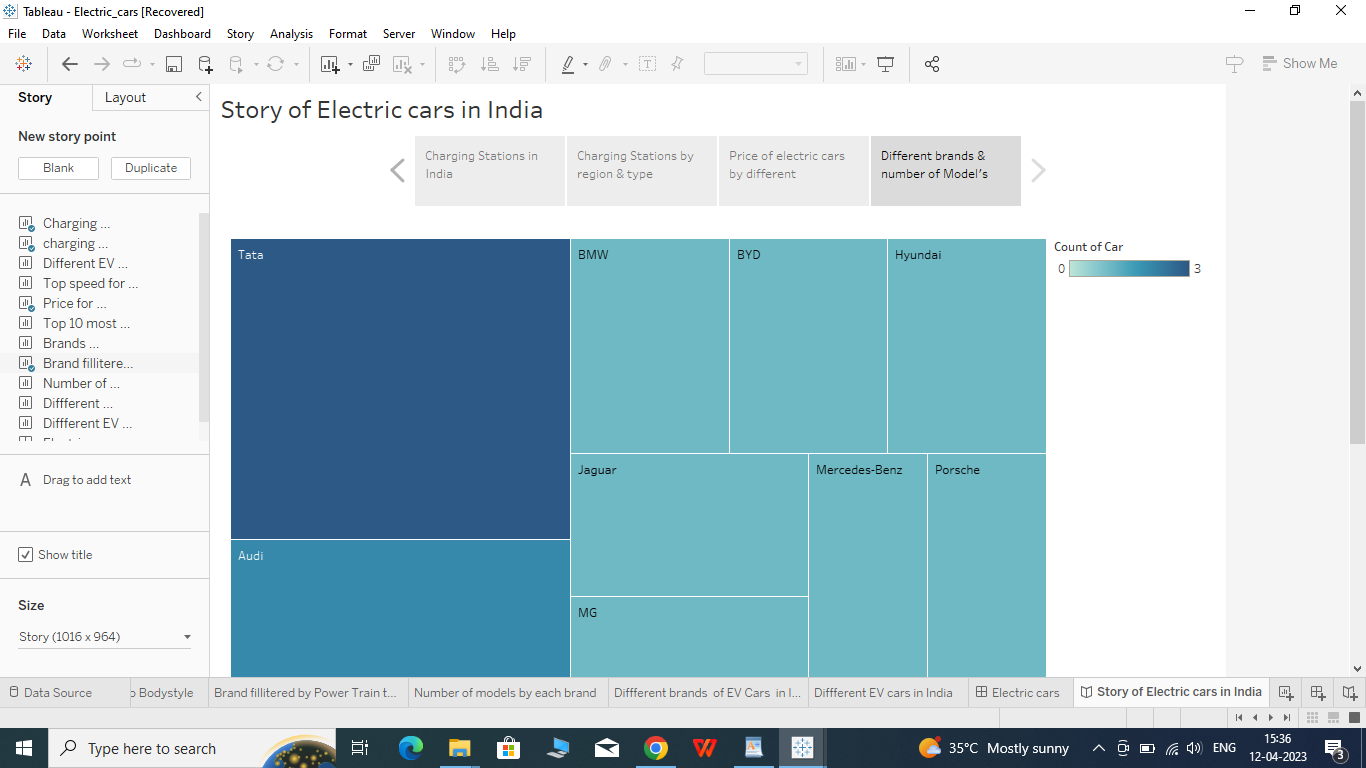 Tableau - Electric_cars [Recovered]
File Data Worksheet Dashboard Story Analysis Format Server Window Help
Show Me
Story Layout
New story point
Blank Duplicate
Charging ...
charging ...
Different EV ...
Top speed for ...
Price for ...
Top 10 most ...
Brands ...
Brand fillitere...
Number of ...
Diffferent ...
Diffferent EV ...
A Drag to add text
Show title
Size
Story (1016 x 964)
Story of Electric cars in India
Charging Stations in
India
Charging Stations by
region & type
Price of electric cars
by different
Different brands &
number of Model's
Tata
BMW
BYD
Hyundai
Jaguar
Mercedes-Benz
Porsche
Audi
MG
Count of Car
0 3
Data Source
o Bodystyle
Brand fillitered by Power Train t...
Number of models by each brand
Diffferent brands of EV Cars in I...
Diffferent EV cars in India
Electric cars
Story of Electric cars in India
Type here to search
35°C Mostly sunny
ENG
15:36
12-04-2023
3